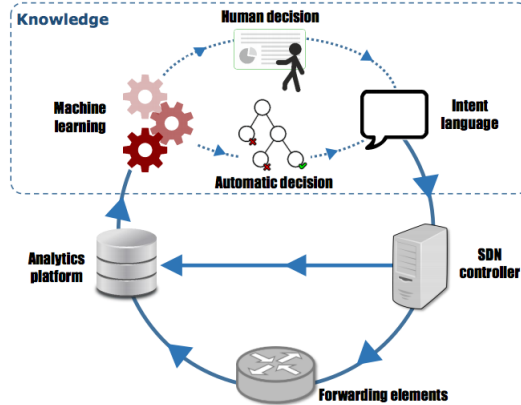 Knowledge
Human decision
Machine
learning
Intent
language
Automatic decision
Analytics
platform
SDN
controller
Forwarding elements